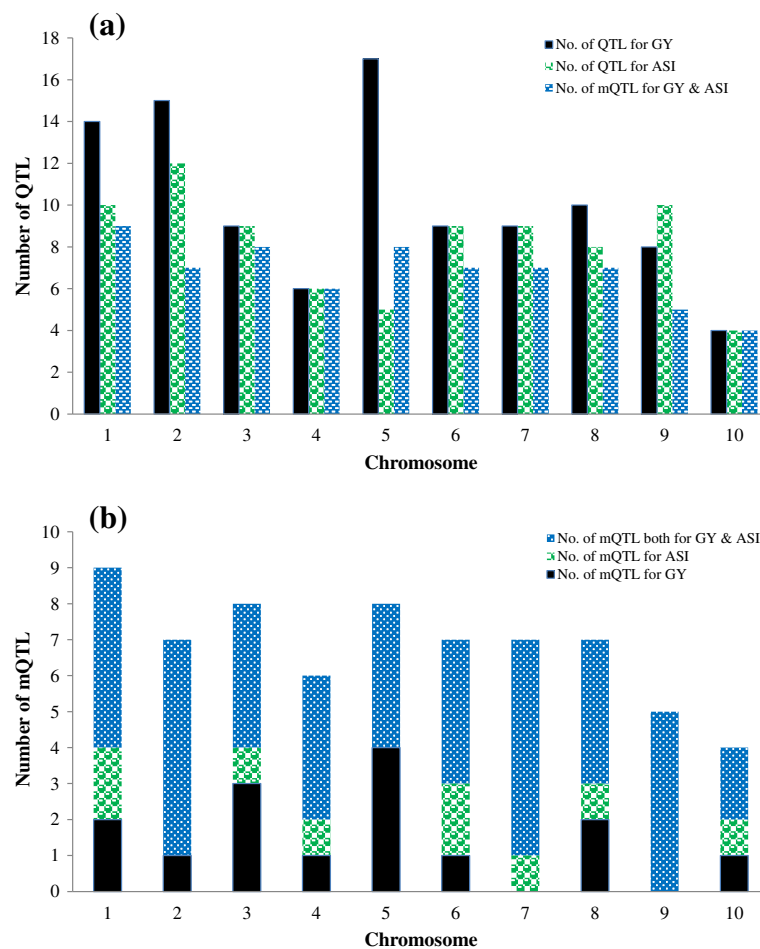 (a)
No. of QTL for GY
No. of QTL for ASI
No. of mQTL for GY & ASI
18
16
14
12
10
8
6
4
2
0
Number of QTL
1 2 3 4 5 6 7 8 9 10
Chromosome
(b)
No. of mQTL both for GY & ASI
No. of mQTL for ASI
No. of mQTL for GY
10
9
8
7
6
5
4
3
2
1
0
Number of mQTL
1 2 3 4 5 6 7 8 9 10
Chromosome